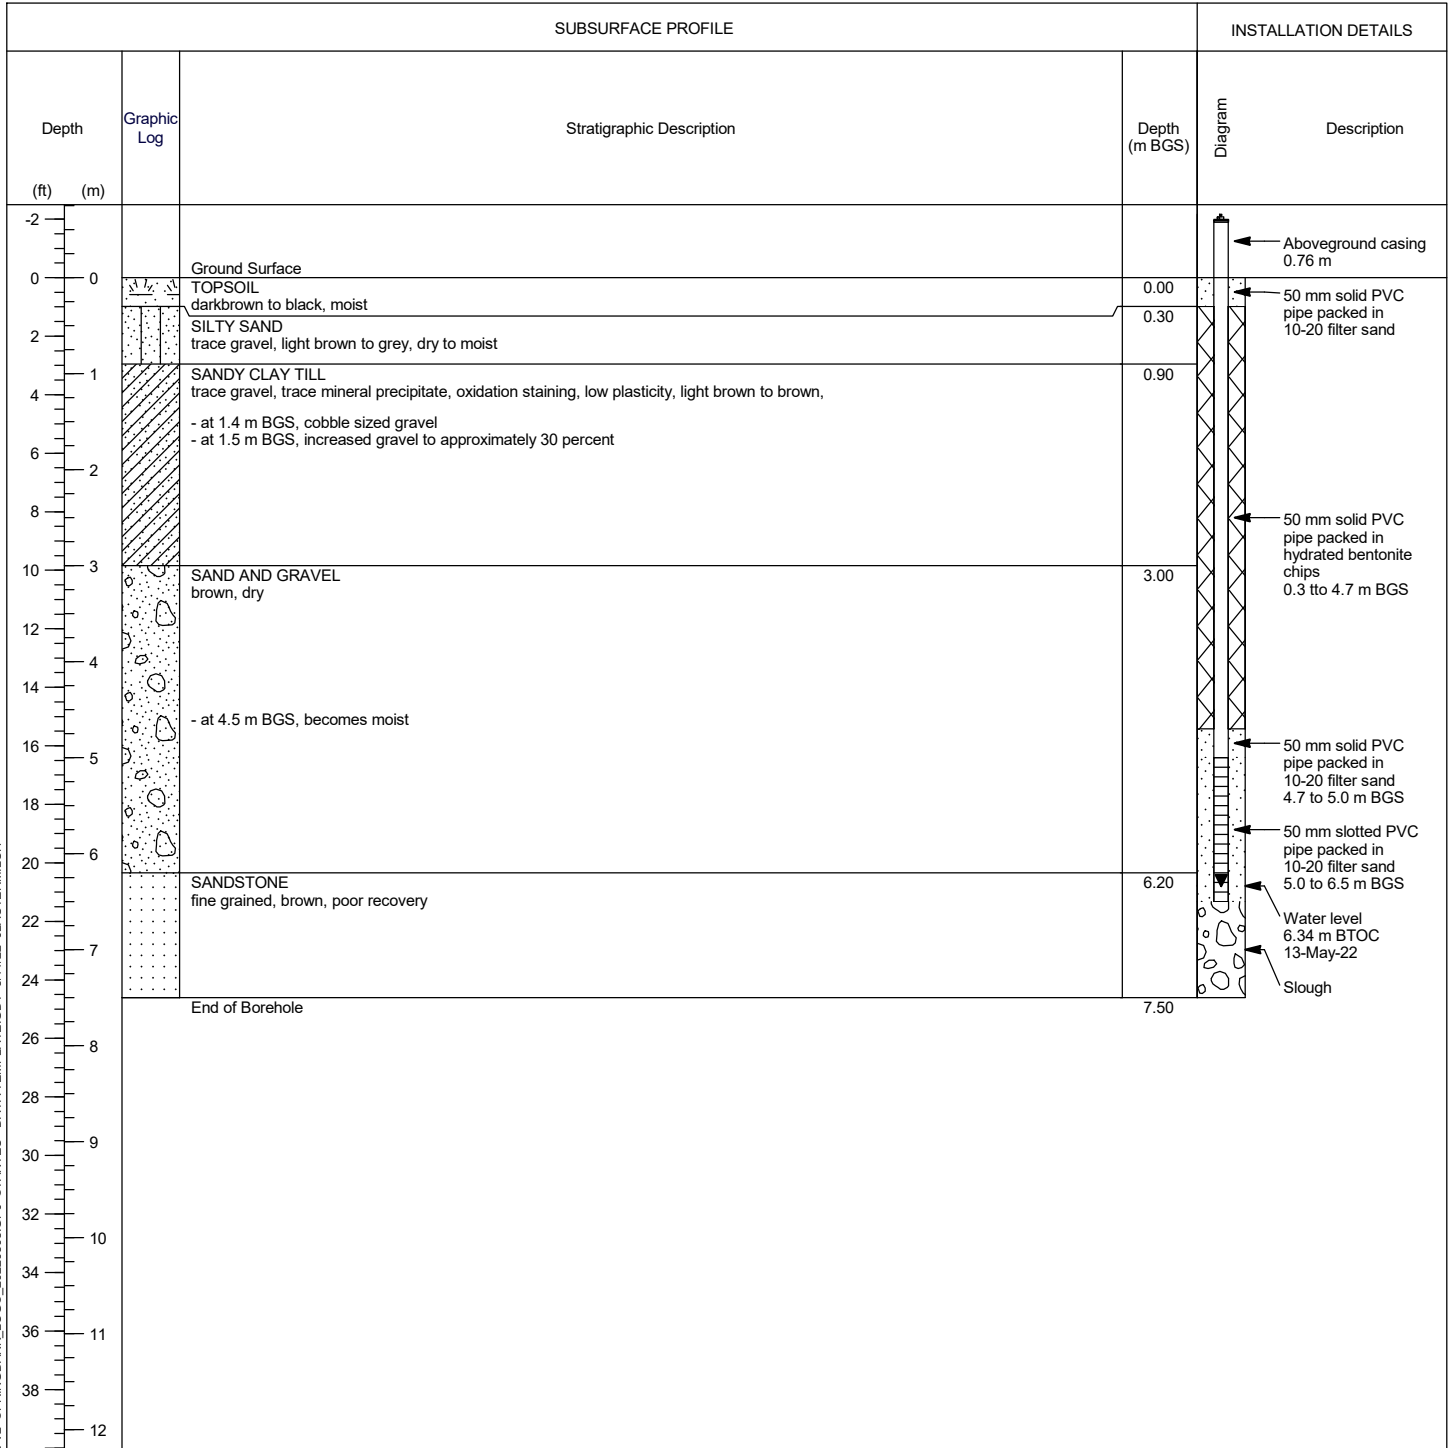 SUBSURFACE PROFILE
INSTALLATION DETAILS
Depth
Graphic
Log
Stratigraphic Description
Depth
(m BGS)
Diagram
Description
(ft) (m)
-2
Aboveground casing
0.76 m
Ground Surface
0 0
TOPSOIL
darkbrown to black, moist
0.00
50 mm solid PVC
pipe packed in
10-20 filter sand
SILTY SAND
trace gravel, light brown to grey, dry to moist
0.30
2
SANDY CLAY TILL
trace gravel, trace mineral precipitate, oxidation staining, low plasticity, light brown to brown,
0.90
1
4
- at 1.4 m BGS, cobble sized gravel
- at 1.5 m BGS, increased gravel to approximately 30 percent
6
2
8
50 mm solid PVC
pipe packed in
hydrated bentonite
chips
0.3 tto 4.7 m BGS
10 3
SAND AND GRAVEL
brown, dry
3.00
12
4
14
- at 4.5 m BGS, becomes moist
16
5
50 mm solid PVC
pipe packed in
10-20 filter sand
4.7 to 5.0 m BGS
18
50 mm slotted PVC
pipe packed in
10-20 filter sand
5.0 to 6.5 m BGS
6
20
SANDSTONE
fine grained, brown, poor recovery
6.20
22
Water level
6.34 m BTOC
13-May-22
7
24
Slough
End of Borehole
7.50
26
8
28
9
30
32
10
34
36
11
38
12